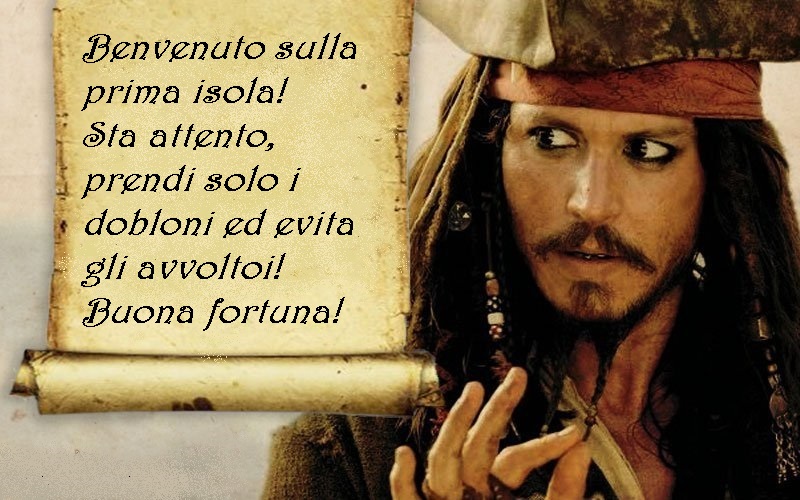 Benvenuto sulla
prima isola!
Sta attento,
prendi solo i
dobloni ed evita
gli avvoltoi!
Buona fortuna!